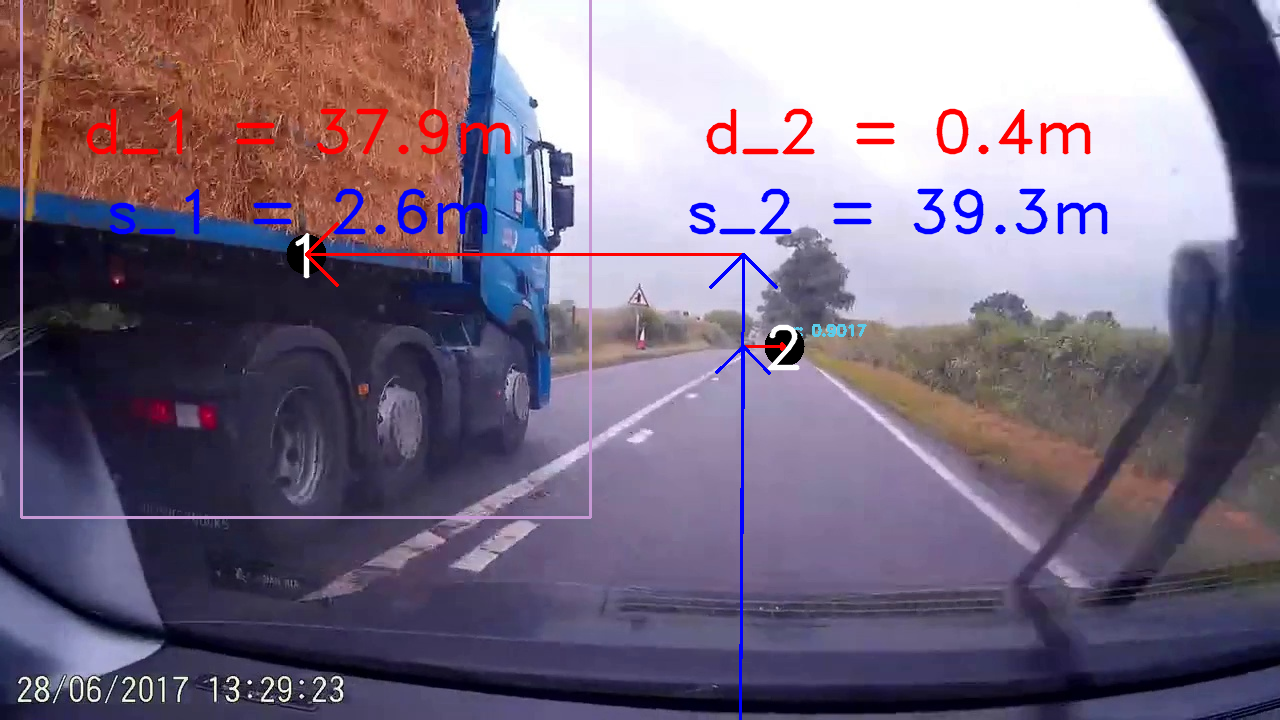 d_1 = 37.9m
d_2 = 0.4m
s_1 = 2.6m
s_2 = 39.3m
1
2
: 0.9017
28/06/2017 13:29:23